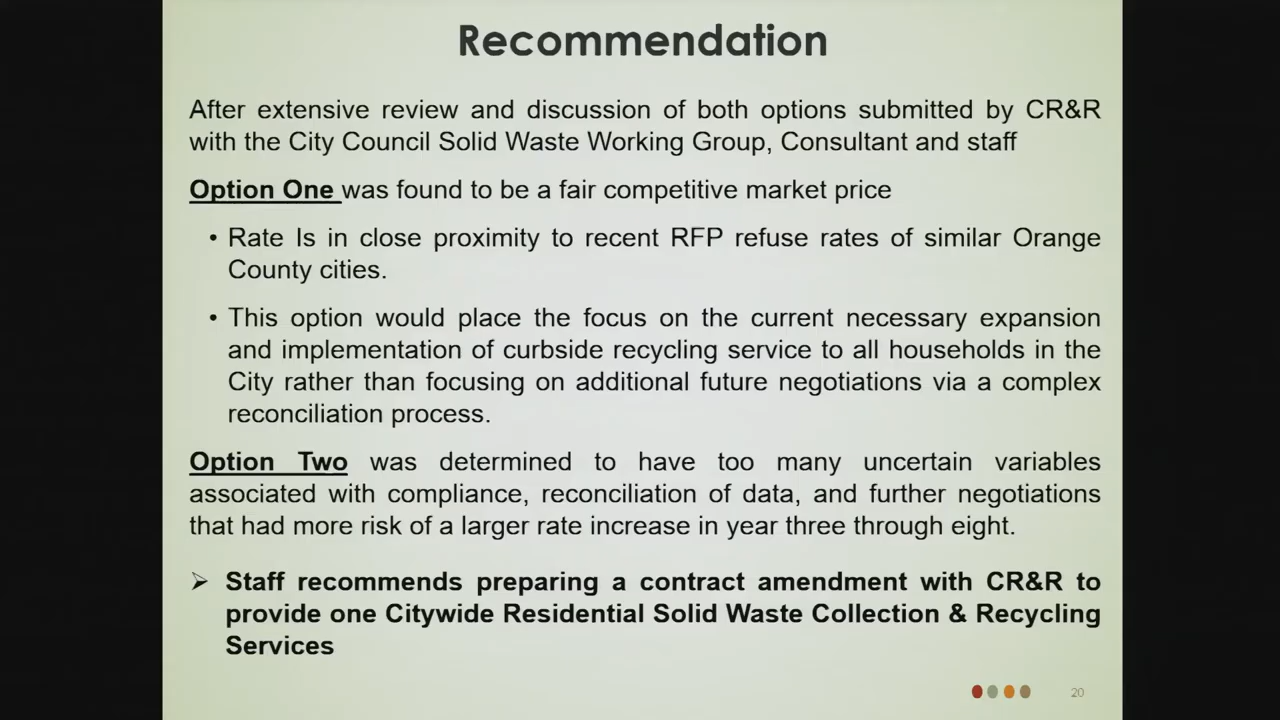 Recommendation
After extensive review and discussion of both options submitted by CR&R
with the City Council Solid Waste Working Group, Consultant and staff
Option One was found to be a fair competitive market price
• Rate Is in close proximity to recent RFP refuse rates of similar Orange
County cities.
• This option would place the focus on the current necessary expansion
and implementation of curbside recycling service to all households in the
City rather than focusing on additional future negotiations via a complex
reconciliation process.
Option Two was determined to have too many uncertain variables
associated with compliance, reconciliation of data, and further negotiations
that had more risk of a larger rate increase in year three through eight.
➢ Staff recommends preparing a contract amendment with CR&R to
provide one Citywide Residential Solid Waste Collection & Recycling
Services
20